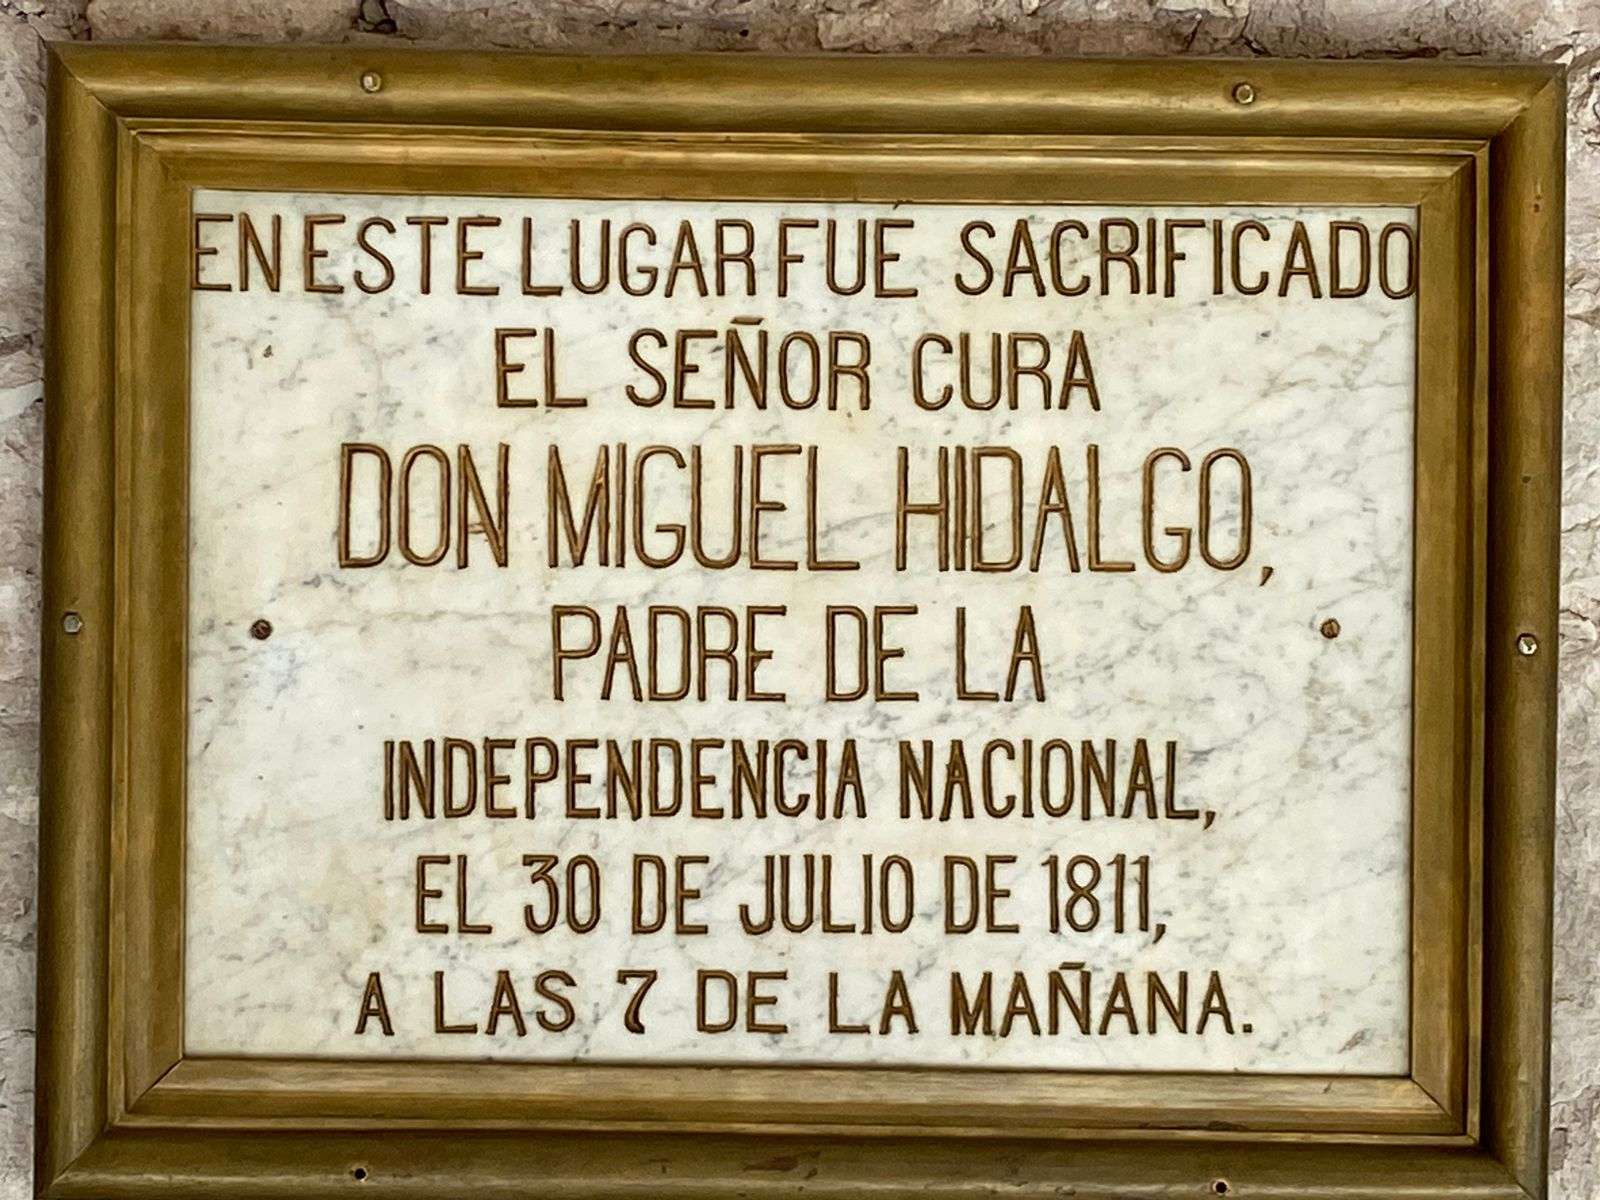 EN ESTE LUGAR FUE SACRIFICADO
EL SEÑOR CURA
DON MIGUEL HIDALGO,
PADRE DE LA
INDEPENDENCIA NACIONAL,
EL 30 DE JULIO DE 1811,
A LAS 7 DE LA MAÑANA.